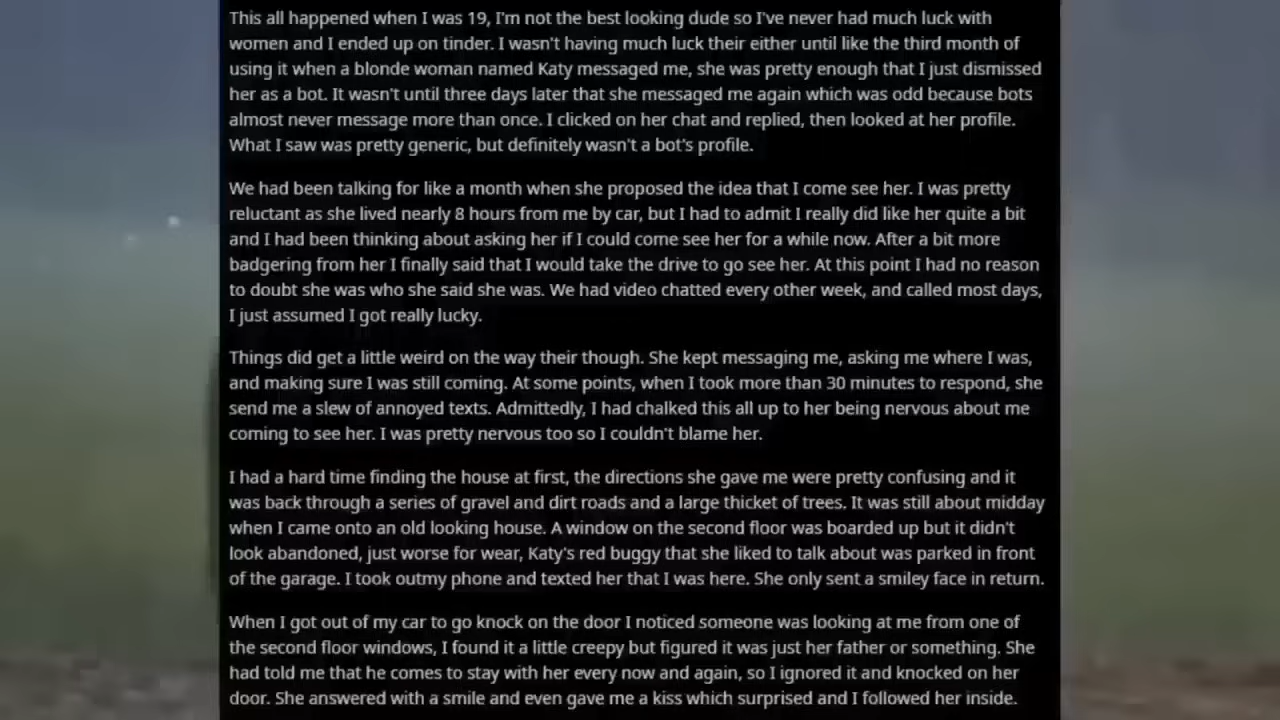 This all happened when I was 19, I'm not the best looking dude so I've never had much luck with
women and I ended up on tinder. I wasn't having much luck their either until like the third month of
using it when a blonde woman named Katy messaged me, she was pretty enough that I just dismissed
her as a bot. It wasn't until three days later that she messaged me again which was odd because bots
almost never message more than once. I clicked on her chat and replied, then looked at her profile.
What I saw was pretty generic, but definitely wasn't a bot's profile.
We had been talking for like a month when she proposed the idea that I come see her. I was pretty
reluctant as she lived nearly 8 hours from me by car, but I had to admit I really did like her quite a bit
and I had been thinking about asking her if I could come see her for a while now. After a bit more
badgering from her I finally said that I would take the drive to go see her. At this point I had no reason
to doubt she was who she said she was. We had video chatted every other week, and called most days,
I just assumed I got really lucky.
Things did get a little weird on the way their though. She kept messaging me, asking me where I was,
and making sure I was still coming. At some points, when I took more than 30 minutes to respond, she
send me a slew of annoyed texts. Admittedly, I had chalked this all up to her being nervous about me
coming to see her. I was pretty nervous too so I couldn't blame her.
I had a hard time finding the house at first, the directions she gave me were pretty confusing and it
was back through a series of gravel and dirt roads and a large thicket of trees. It was still about midday
when I came onto an old looking house. A window on the second floor was boarded up but it didn't
look abandoned, just worse for wear, Katy's red buggy that she liked to talk about was parked in front
of the garage. I took outmy phone and texted her that I was here. She only sent a smiley face in return.
When I got out of my car to go knock on the door I noticed someone was looking at me from one of
the second floor windows, I found it a little creepy but figured it was just her father or something. She
had told me that he comes to stay with her every now and again, so I ignored it and knocked on her
door. She answered with a smile and even gave me a kiss which surprised and I followed her inside.